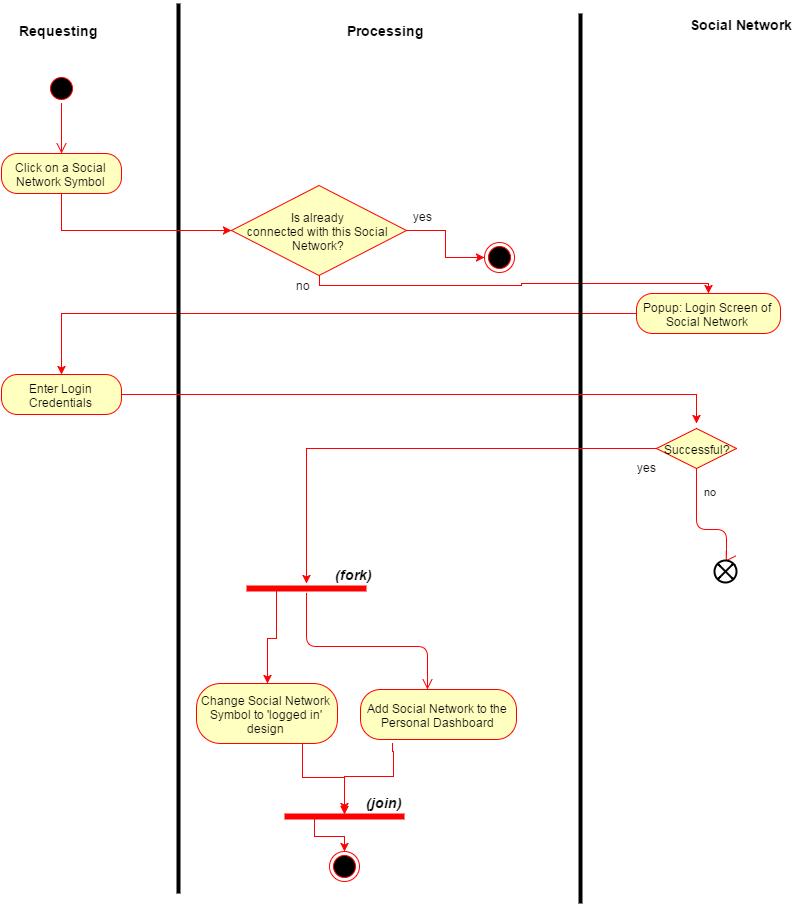 Requesting
Processing
Social Network
Click on a Social
Network Symbol
Is already
connected with this Social
Network?
yes
no
Popup: Login Screen of
Social Network
Enter Login
Credentials
Successful?
yes
no
(fork)
Change Social Network
Symbol to 'logged in'
design
Add Social Network to the
Personal Dashboard
(join)